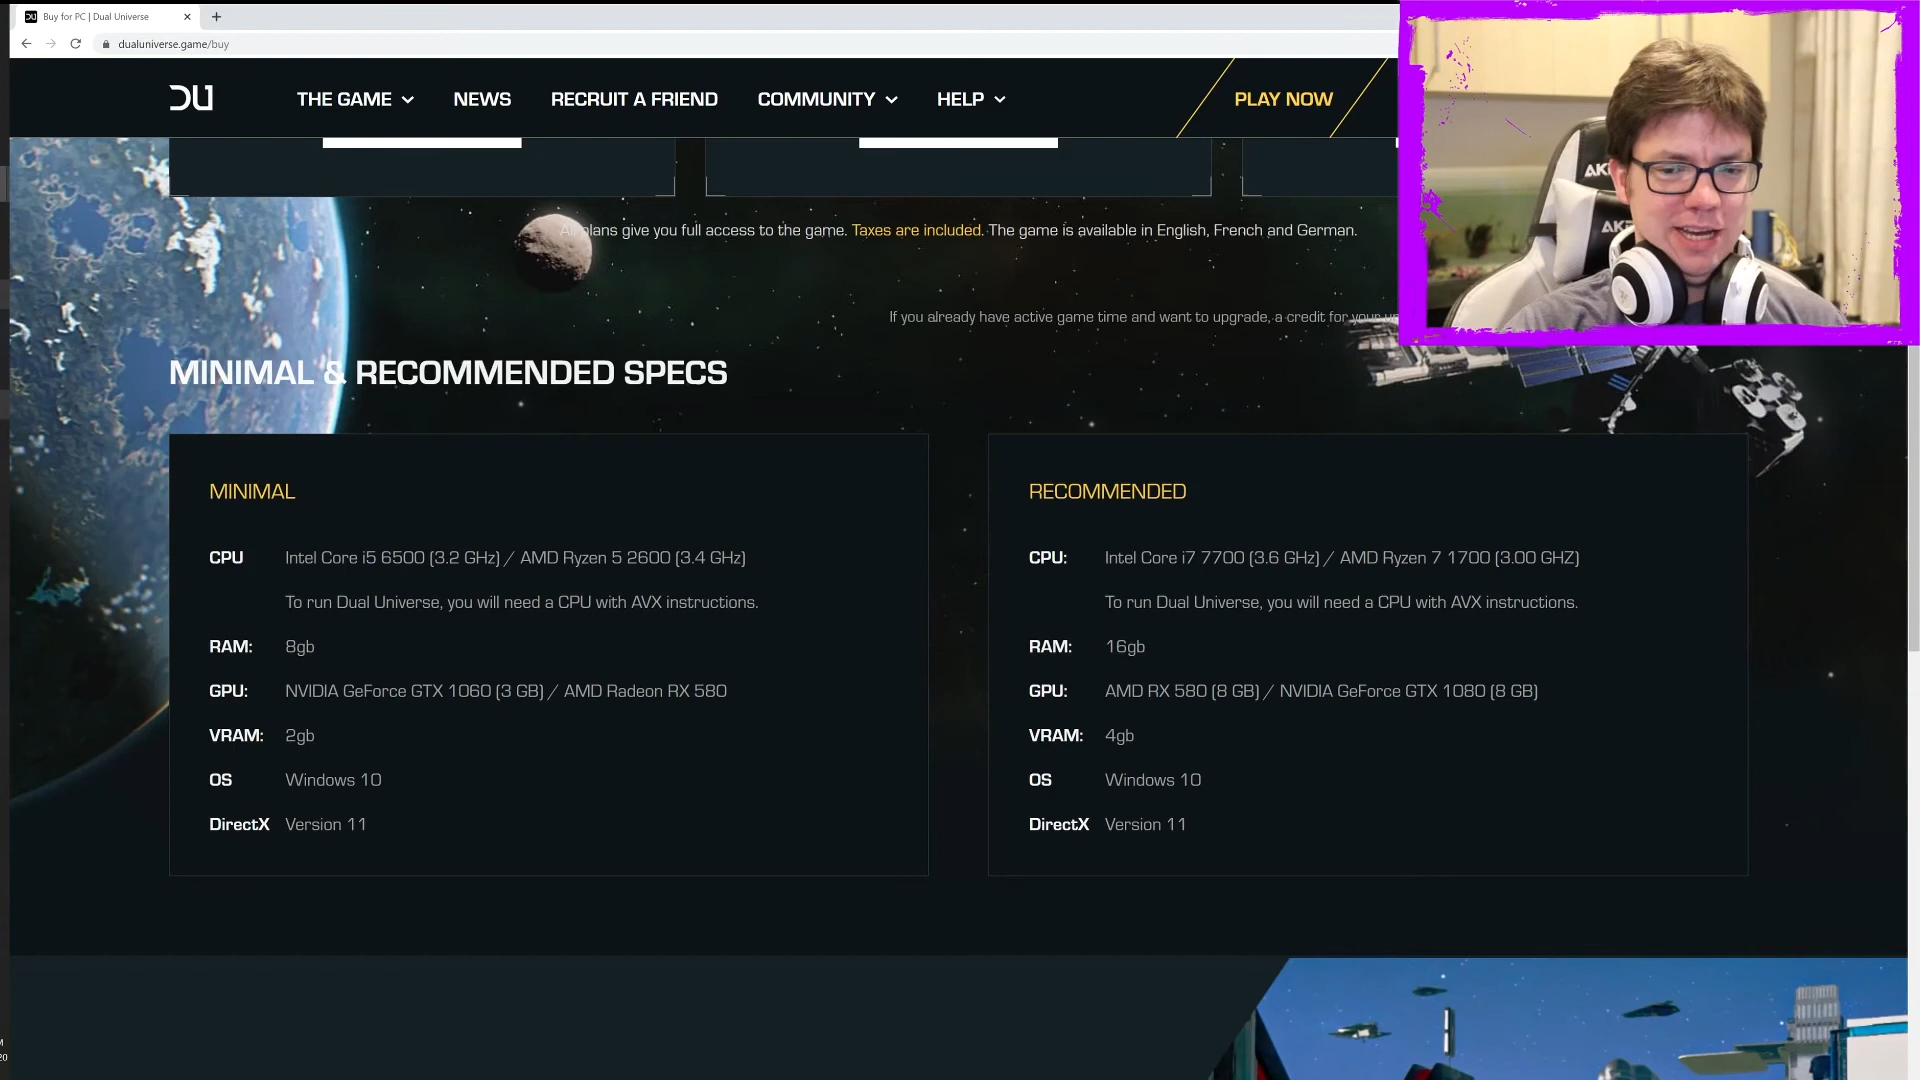 Buy for PC | Dual Universe
dualuniverse.game/buy
DU
THE GAME
NEWS
RECRUIT A FRIEND
COMMUNITY
HELP
PLAY NOW
All plans give you full access to the game. Taxes are included. The game is available in English, French and German.
If you already have active game time and want to upgrade, a credit for your
MINIMAL & RECOMMENDED SPECS
MINIMAL
CPU Intel Core i5 6500 (3.2 GHz) / AMD Ryzen 5 2600 (3.4 GHz)
To run Dual Universe, you will need a CPU with AVX instructions.
RAM: 8gb
GPU: NVIDIA GeForce GTX 1060 (3 GB) / AMD Radeon RX 580
VRAM: 2gb
OS Windows 10
DirectX Version 11
RECOMMENDED
CPU: Intel Core i7 7700 (3.6 GHz) / AMD Ryzen 7 1700 (3.00 GHZ)
To run Dual Universe, you will need a CPU with AVX instructions.
RAM: 16gb
GPU: AMD RX 580 (8 GB) / NVIDIA GeForce GTX 1080 (8 GB)
VRAM: 4gb
OS Windows 10
DirectX Version 11